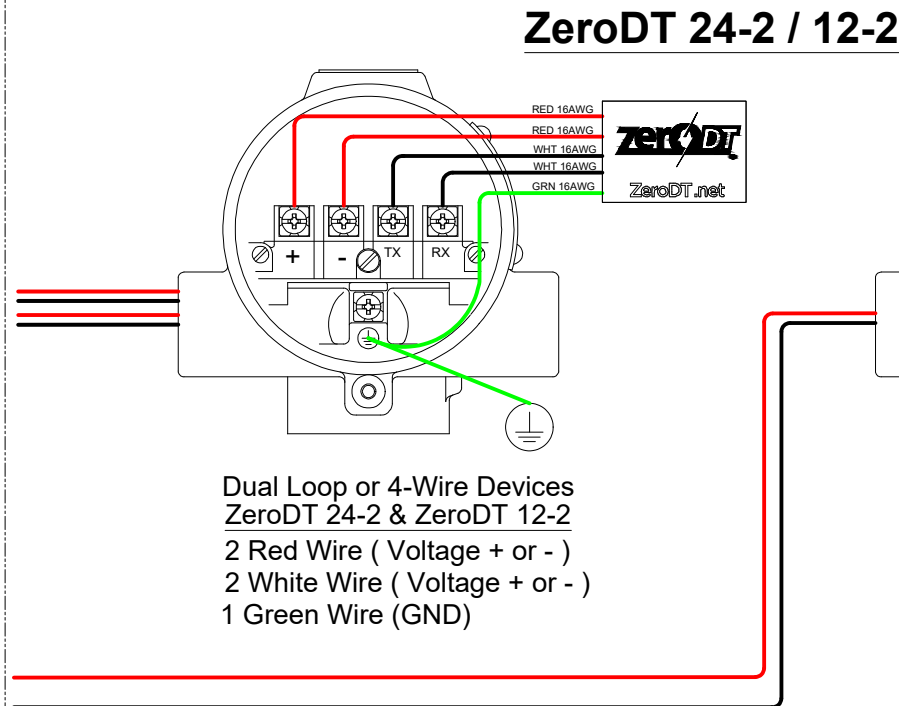 ZeroDT 24-2 / 12-2
RED 16AWG
RED 16AWG
WHT 16AWG
WHT 16AWG
GRN 16AWG
zeroDT
ZeroDT.net
+ - TX RX
Dual Loop or 4-Wire Devices
ZeroDT 24-2 & ZeroDT 12-2
2 Red Wire ( Voltage + or - )
2 White Wire ( Voltage + or - )
1 Green Wire (GND)